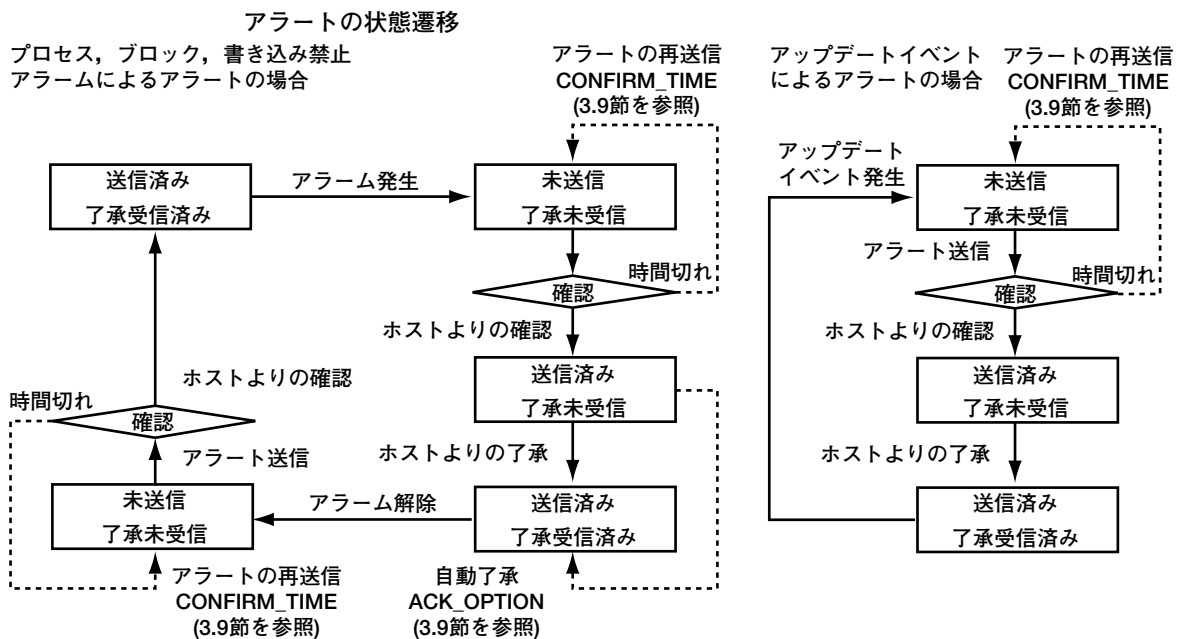 アラートの状態遷移
プロセス，ブロック，書き込み禁止
アラームによるアラートの場合
アラートの再送信
CONFIRM_TIME
(3.9節を参照)
送信済み
了承受信済み
アラーム発生
未送信
了承未受信
時間切れ
確認
ホストよりの確認
送信済み
了承未受信
ホストよりの了承
送信済み
了承受信済み
自動了承
ACK_OPTION
(3.9節を参照)
アラーム解除
未送信
了承未受信
アラートの再送信
CONFIRM_TIME
(3.9節を参照)
アラート送信
確認
時間切れ
ホストよりの確認
アップデートイベント
によるアラートの場合
アラートの再送信
CONFIRM_TIME
(3.9節を参照)
アップデート
イベント発生
未送信
了承未受信
アラート送信
時間切れ
確認
ホストよりの確認
送信済み
了承未受信
ホストよりの了承
送信済み
了承受信済み